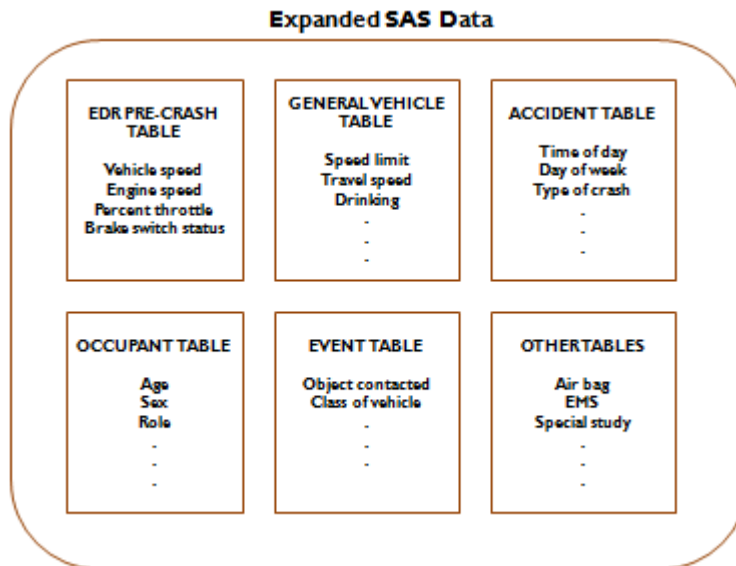 Expanded SAS Data
EDR PRE-CRASH
TABLE
Vehicle speed
Engine speed
Percent throttle
Brake switch status
GENERAL VEHICLE
TABLE
Speed limit
Travel speed
Drinking
-
-
-
ACCIDENT TABLE
Time of day
Day of week
Type of crash
-
-
-
OCCUPANT TABLE
Age
Sex
Role
-
-
-
EVENT TABLE
Object contacted
Class of vehicle
-
-
-
OTHER TABLES
Air bag
EMS
Special study
-
-
-